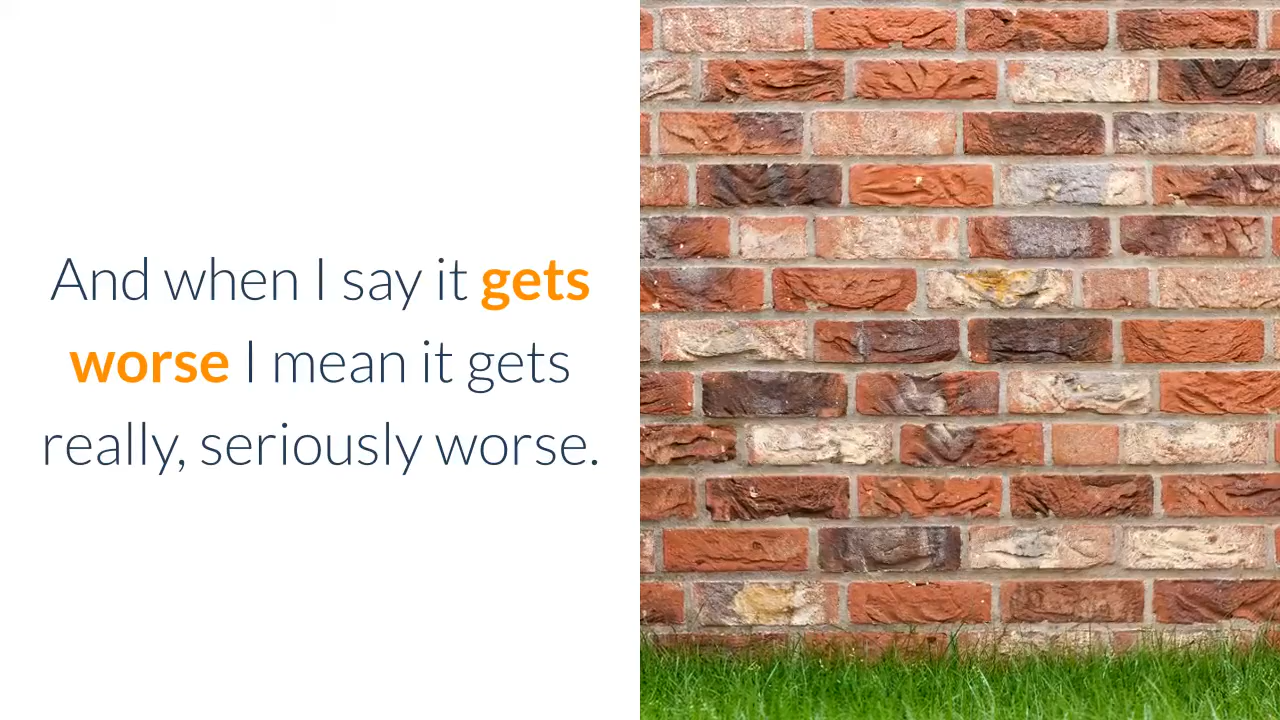 And when I say it gets
worse I mean it gets
really, seriously worse.